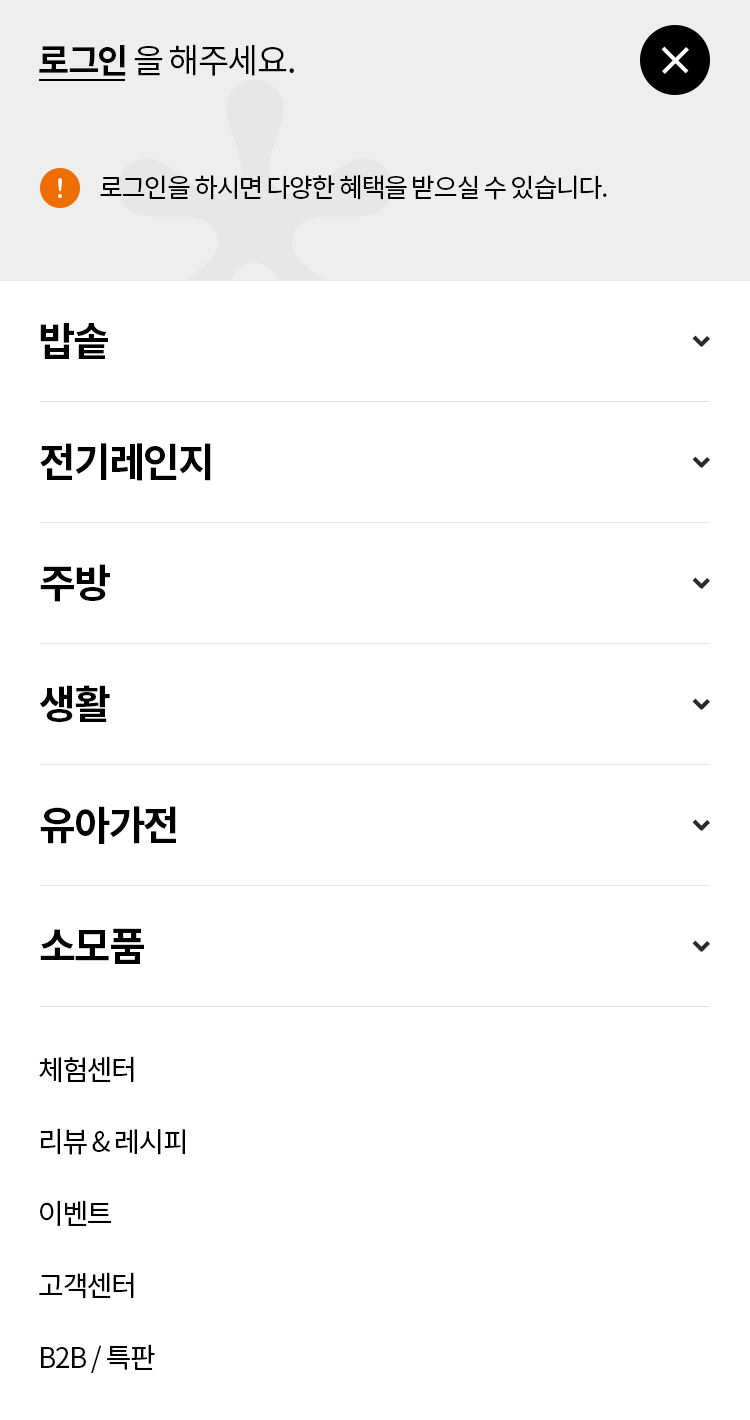 로그인 을 해주세요.
로그인을 하시면 다양한 혜택을 받으실 수 있습니다.
밥솥
전기레인지
주방
생활
유아가전
소모품
체험센터
리뷰 & 레시피
이벤트
고객센터
B2B / 특판